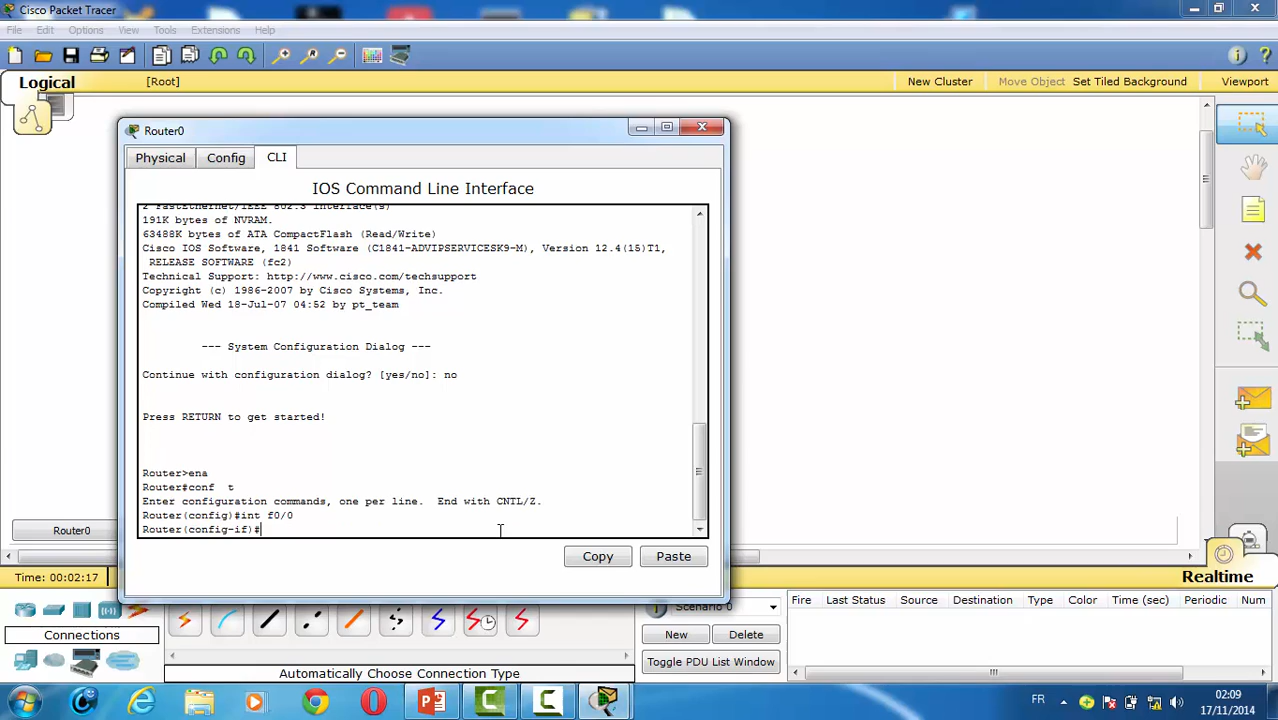 Cisco Packet Tracer
File Edit Options View Tools Extensions Help
Logical [Root] New Cluster Move Object Set Tiled Background Viewport
Router0
Physical Config CLI
IOS Command Line Interface
2 FastEthernet/IEEE 802.3 interface(s)
191K bytes of NVRAM.
63488K bytes of ATA CompactFlash (Read/Write)
Cisco IOS Software, 1841 Software (C1841-ADVIPSERVICESK9-M), Version 12.4(15)T1,
RELEASE SOFTWARE (fc2)
Technical Support: http://www.cisco.com/techsupport
Copyright (c) 1986-2007 by Cisco Systems, Inc.
Compiled Wed 18-Jul-07 04:52 by pt_team
--- System Configuration Dialog ---
Continue with configuration dialog? [yes/no]: no
Press RETURN to get started!
Router>ena
Router#conf t
Enter configuration commands, one per line. End with CNTL/Z.
Router(config)#int f0/0
Router(config-if)#
Copy Paste
Router0
Time: 00:02:17
Realtime
Connections
Automatically Choose Connection Type
Scenario 0
New Delete
Toggle PDU List Window
Fire Last Status Source Destination Type Color Time (sec) Periodic Num
FR
02:09
17/11/2014